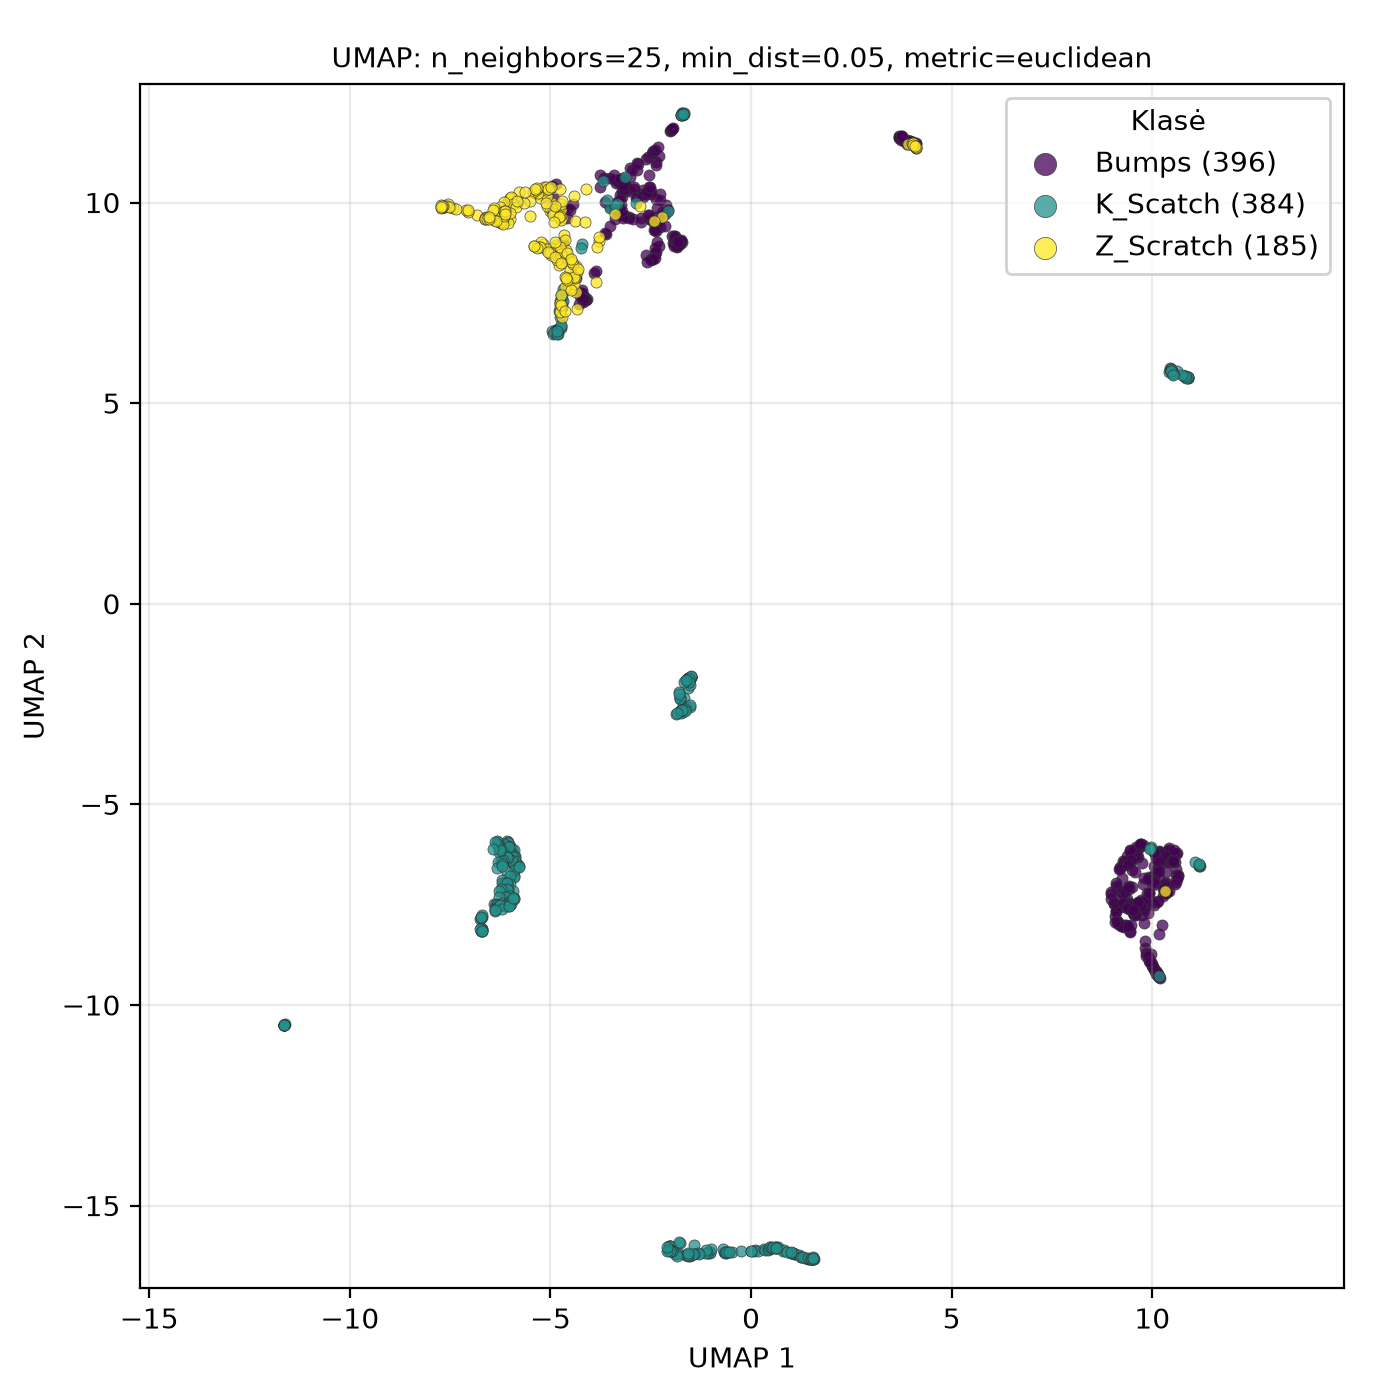 UMAP: n_neighbors=25, min_dist=0.05, metric=euclidean
Klasė
Bumps (396)
K_Scatch (384)
Z_Scratch (185)
10
5
0
−5
−10
−15
UMAP 2
−15
−10
−5
0
5
10
UMAP 1